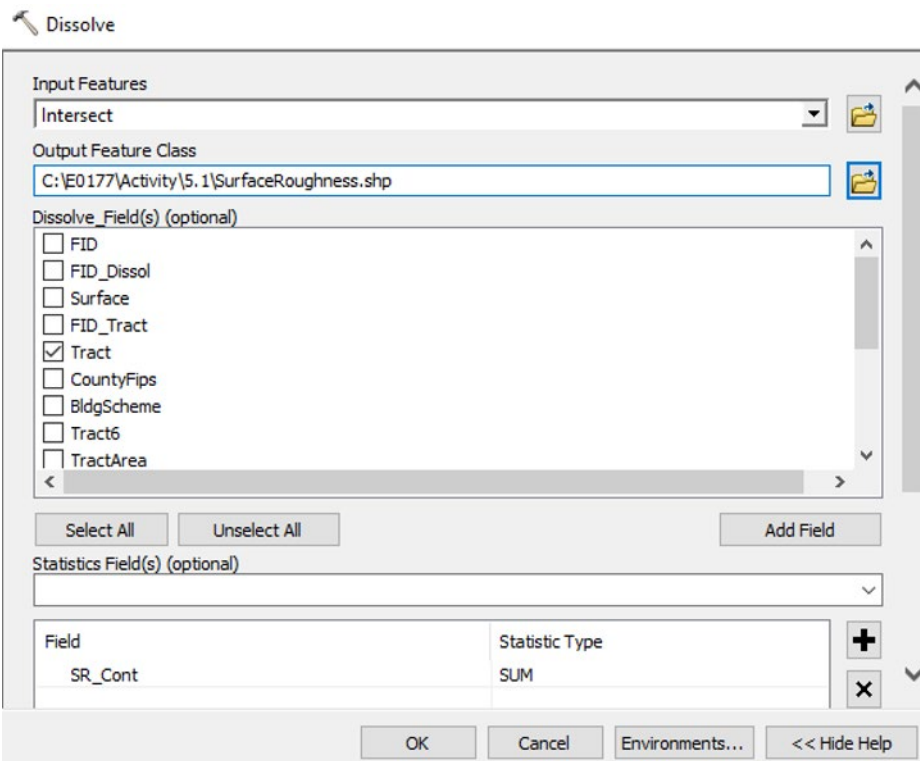 Dissolve
Input Features
Intersect
Output Feature Class
C:\E0177\Activity\5.1\SurfaceRoughness.shp
Dissolve_Field(s) (optional)
FID
FID_Dissol
Surface
FID_Tract
Tract
CountyFips
BldgScheme
Tract6
TractArea
Select All Unselect All Add Field
Statistics Field(s) (optional)
Field Statistic Type
SR_Cont SUM
OK Cancel Environments... << Hide Help